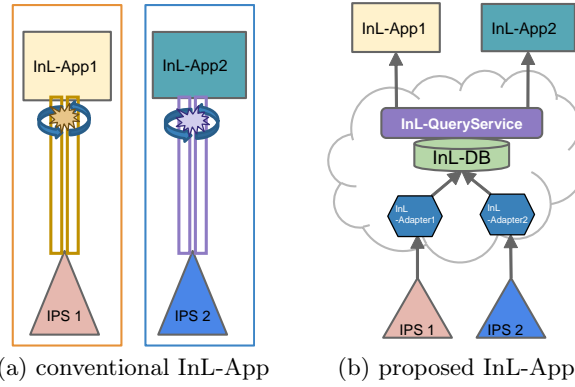 InL-App1
InL-App2
IPS 1
IPS 2
(a) conventional InL-App
InL-App1
InL-App2
InL-QueryService
InL-DB
InL
-Adapter1
InL
-Adapter2
IPS 1
IPS 2
(b) proposed InL-App